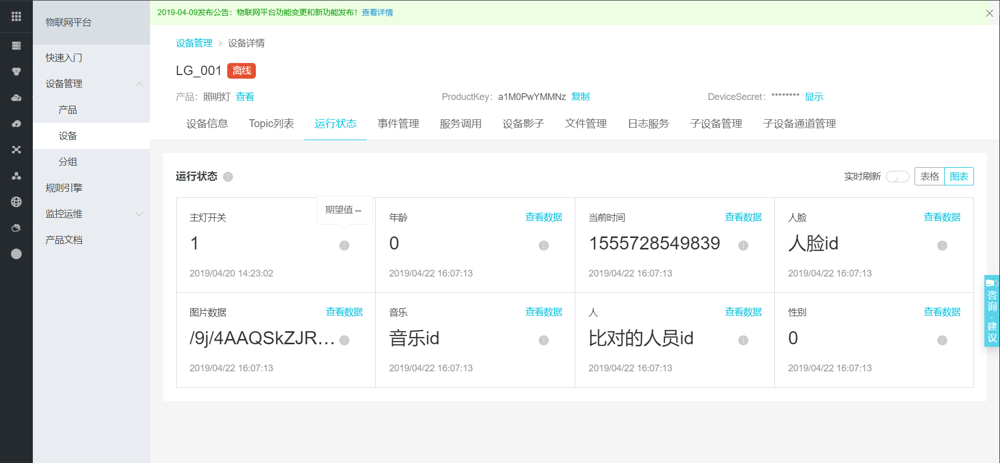 2019-04-09发布公告：物联网平台功能变更和新功能发布！查看详情
物联网平台
快速入门
设备管理
产品
设备
分组
规则引擎
监控运维
产品文档
设备管理 > 设备详情
LG_001 离线
产品：照明灯 查看
ProductKey：a1M0PwYMMNz 复制
DeviceSecret：******** 显示
设备信息 Topic列表 运行状态 事件管理 服务调用 设备影子 文件管理 日志服务 子设备管理 子设备通道管理
运行状态 ?
实时刷新 表格 图表
主灯开关
期望值 --
1
2019/04/20 14:23:02
年龄 查看数据
0
2019/04/22 16:07:13
当前时间 查看数据
1555728549839
2019/04/22 16:07:13
人脸 查看数据
人脸id
2019/04/22 16:07:13
图片数据 查看数据
/9j/4AAQSkZJR...
2019/04/22 16:07:13
音乐 查看数据
音乐id
2019/04/22 16:07:13
人 查看数据
比对的人员id
2019/04/22 16:07:13
性别 查看数据
0
2019/04/22 16:07:13
咨询·建议